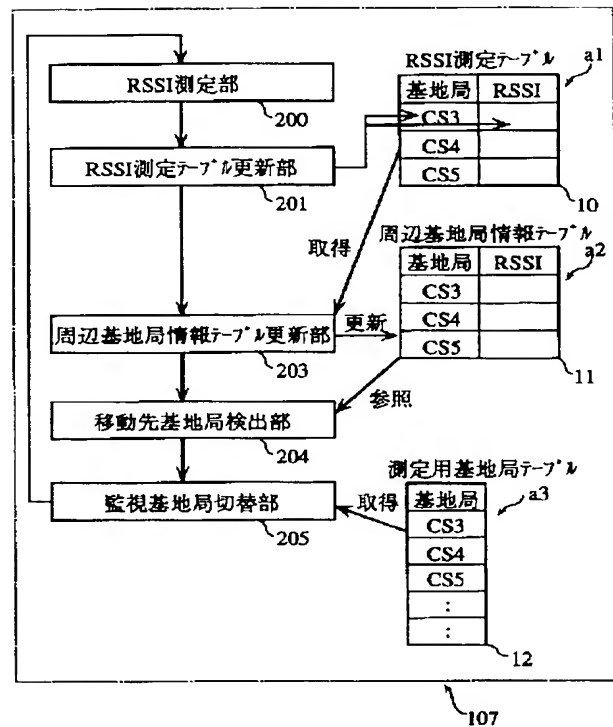 RSSI測定部
200
RSSI測定テーブル更新部
201
RSSI測定テーブル
a1
基地局 RSSI
CS3
CS4
CS5
10
取得
周辺基地局情報テーブル
a2
基地局 RSSI
CS3
CS4
CS5
11
周辺基地局情報テーブル更新部
203
更新
参照
移動先基地局検出部
204
監視基地局切替部
205
取得
測定用基地局テーブル
a3
基地局
CS3
CS4
CS5
:
:
12
107